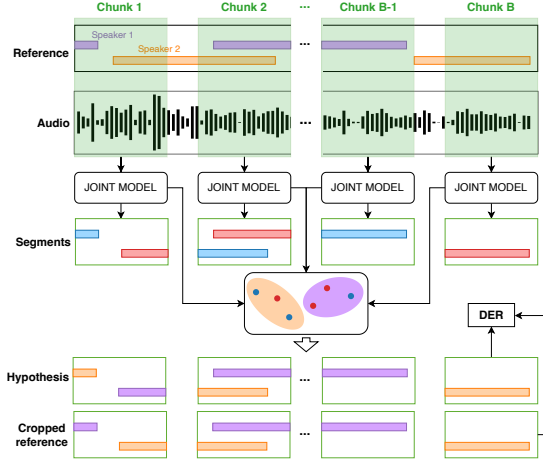 Chunk 1 Chunk 2 ... Chunk B-1 Chunk B
Speaker 1
Reference
Speaker 2
...
Audio
...
JOINT MODEL JOINT MODEL JOINT MODEL JOINT MODEL
Segments
DER
Hypothesis
...
Cropped
reference
...